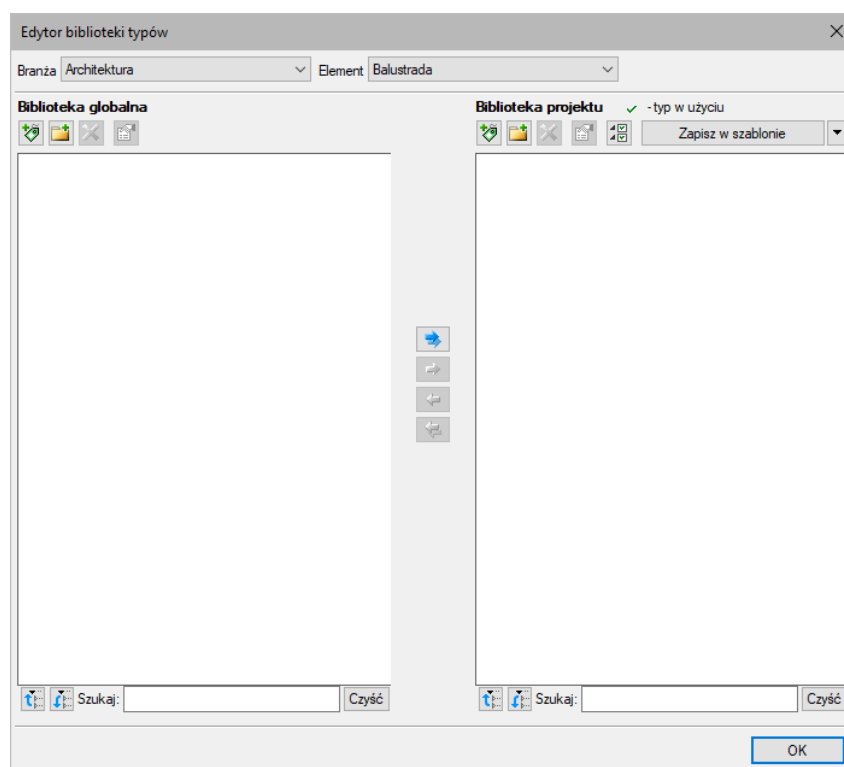 Edytor biblioteki typów
Branża Architektura Element Balustrada
Biblioteka globalna
Biblioteka projektu - typ w użyciu
Zapisz w szablonie
Szukaj: Czyść
Szukaj: Czyść
OK